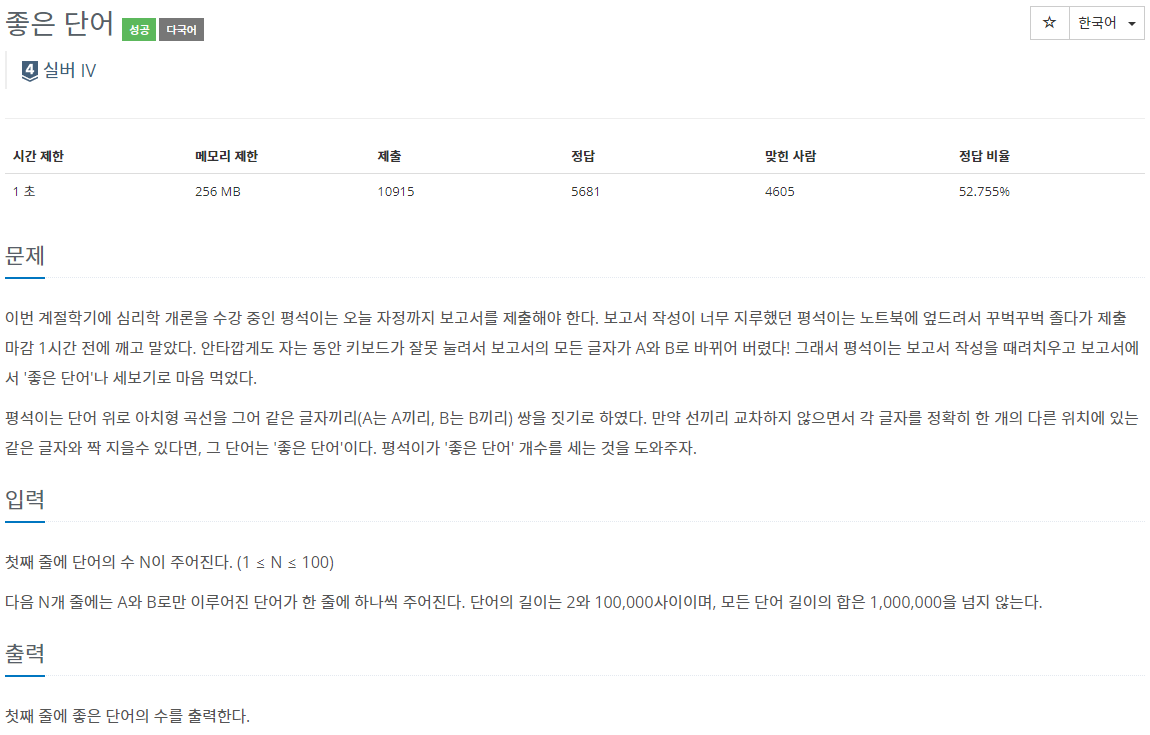 좋은 단어 성공 다국어 ☆ 한국어
4 실버 IV
시간 제한 메모리 제한 제출 정답 맞힌 사람 정답 비율
1 초 256 MB 10915 5681 4605 52.755%
문제
이번 계절학기에 심리학 개론을 수강 중인 평석이는 오늘 자정까지 보고서를 제출해야 한다. 보고서 작성이 너무 지루했던 평석이는 노트북에 엎드려서 꾸벅꾸벅 졸다가 제출
마감 1시간 전에 깨고 말았다. 안타깝게도 자는 동안 키보드가 잘못 눌려서 보고서의 모든 글자가 A와 B로 바뀌어 버렸다! 그래서 평석이는 보고서 작성을 때려치우고 보고서에
서 '좋은 단어'나 세보기로 마음 먹었다.
평석이는 단어 위로 아치형 곡선을 그어 같은 글자끼리(A는 A끼리, B는 B끼리) 쌍을 짓기로 하였다. 만약 선끼리 교차하지 않으면서 각 글자를 정확히 한 개의 다른 위치에 있는
같은 글자와 짝 지을수 있다면, 그 단어는 '좋은 단어'이다. 평석이가 '좋은 단어' 개수를 세는 것을 도와주자.
입력
첫째 줄에 단어의 수 N이 주어진다. (1 ≤ N ≤ 100)
다음 N개 줄에는 A와 B로만 이루어진 단어가 한 줄에 하나씩 주어진다. 단어의 길이는 2와 100,000사이이며, 모든 단어 길이의 합은 1,000,000을 넘지 않는다.
출력
첫째 줄에 좋은 단어의 수를 출력한다.